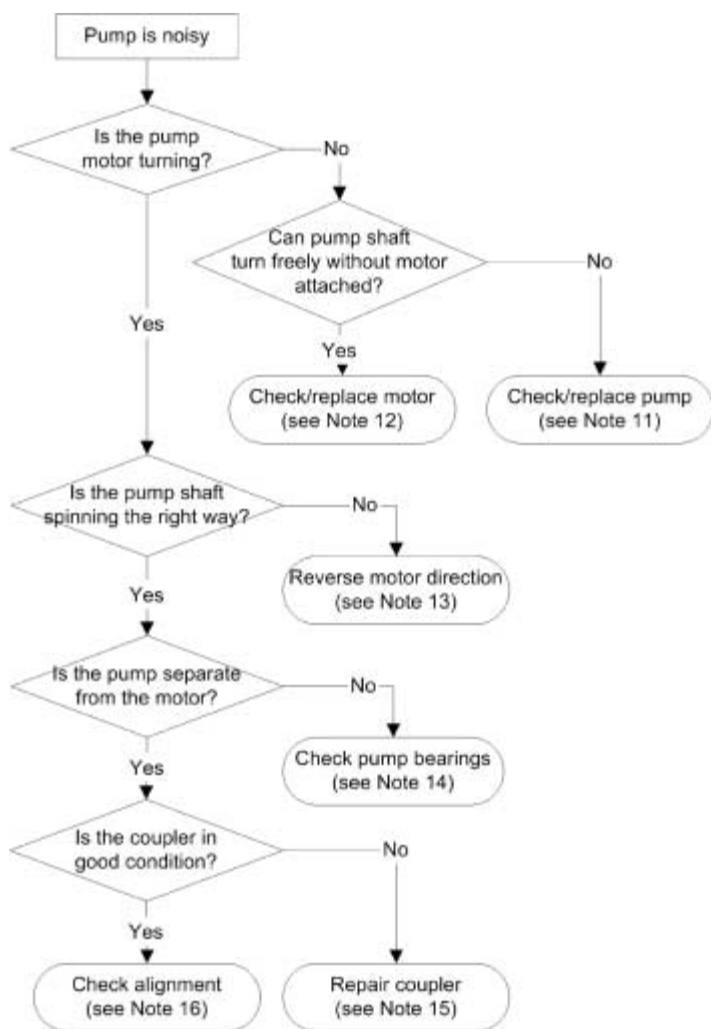 Pump is noisy
Is the pump
motor turning?
No
Can pump shaft
turn freely without motor
attached?
No
Yes
Yes
Check/replace motor
(see Note 12)
Check/replace pump
(see Note 11)
Is the pump shaft
spinning the right way?
No
Reverse motor direction
(see Note 13)
Yes
Is the pump separate
from the motor?
No
Check pump bearings
(see Note 14)
Yes
Is the coupler in
good condition?
No
Yes
Check alignment
(see Note 16)
Repair coupler
(see Note 15)